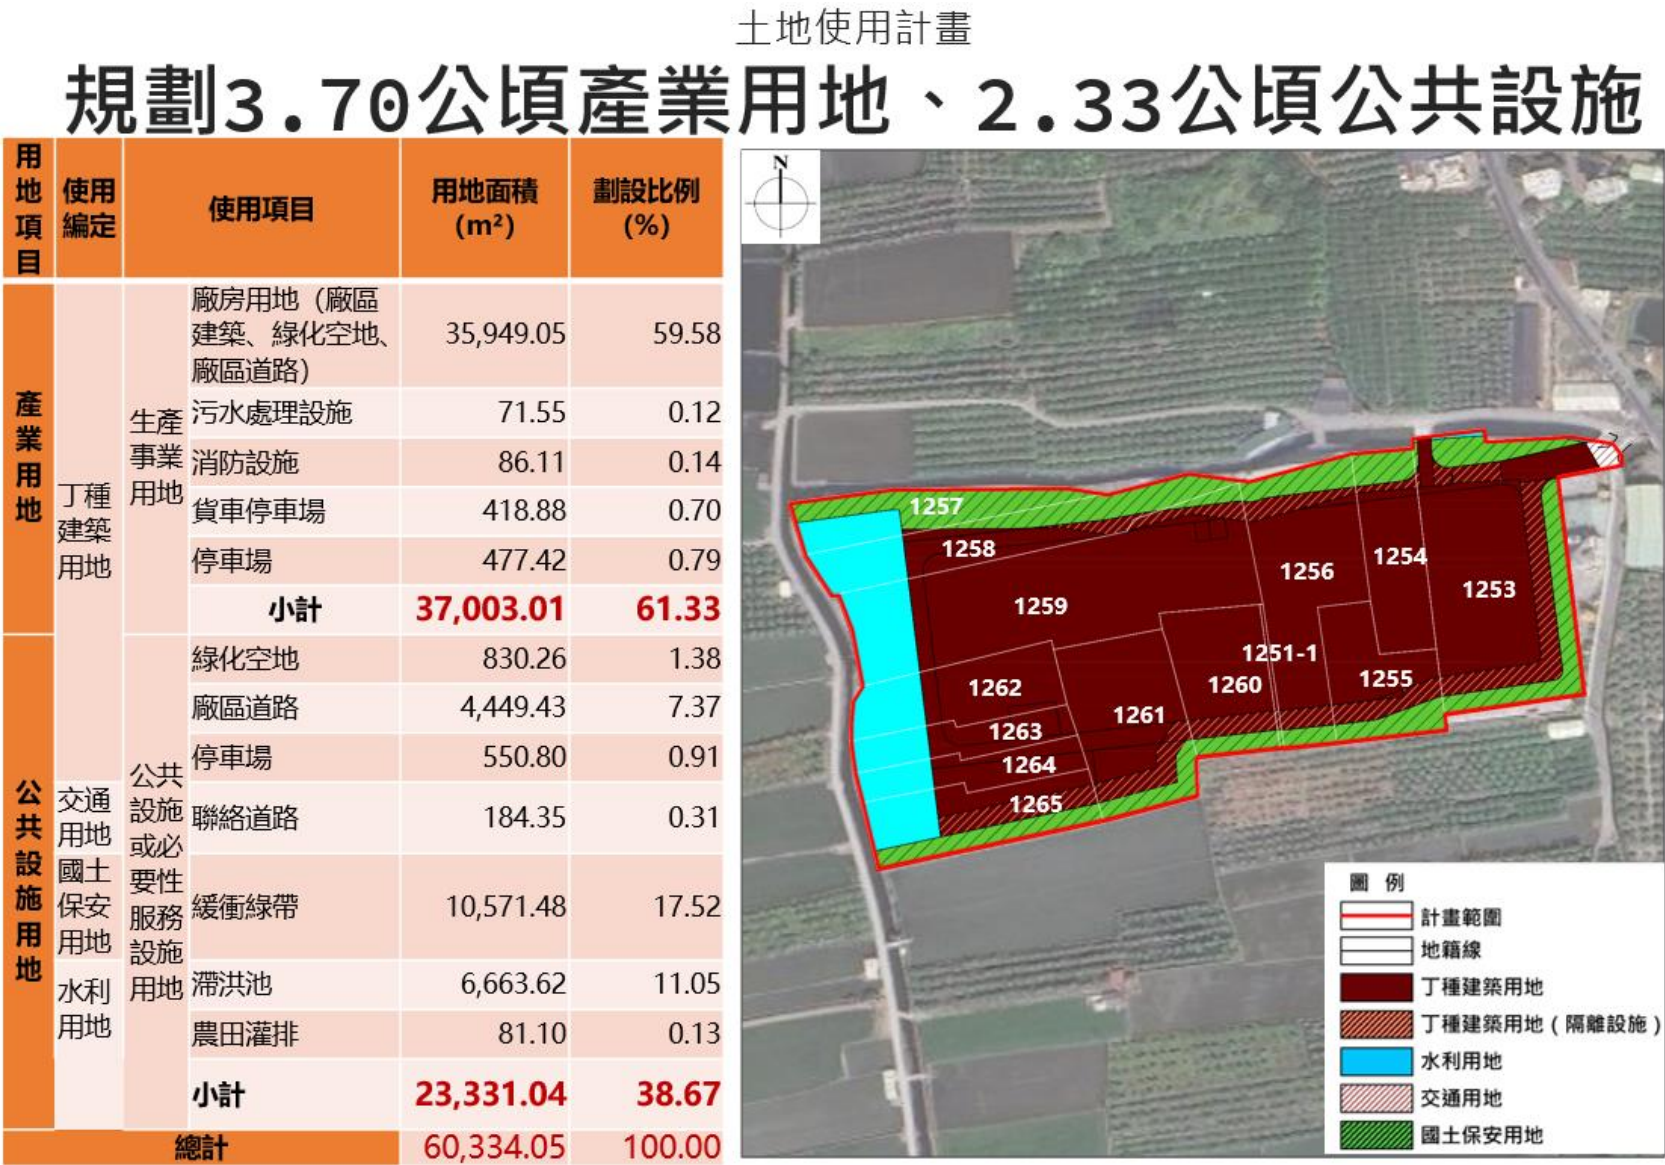 土地使用計畫
規劃3.70公頃產業用地、2.33公頃公共設施
用地項目
使用編定
使用項目
用地面積(m²)
劃設比例(%)
產業用地
丁種建築用地
生產事業用地
廠房用地（廠區
建築、綠化空地、
廠區道路）
35,949.05
59.58
污水處理設施
71.55
0.12
消防設施
86.11
0.14
貨車停車場
418.88
0.70
停車場
477.42
0.79
小計
37,003.01
61.33
公共設施用地
公共設施或必要性服務設施用地
綠化空地
830.26
1.38
廠區道路
4,449.43
7.37
停車場
550.80
0.91
交通用地
聯絡道路
184.35
0.31
國土保安用地
緩衝綠帶
10,571.48
17.52
水利用地
滯洪池
6,663.62
11.05
農田灌排
81.10
0.13
小計
23,331.04
38.67
總計
60,334.05
100.00
N
1257
1258
1259
1256
1254
1253
1251-1
1260
1255
1262
1261
1263
1264
1265
圖 例
計畫範圍
地籍線
丁種建築用地
丁種建築用地（隔離設施）
水利用地
交通用地
國土保安用地